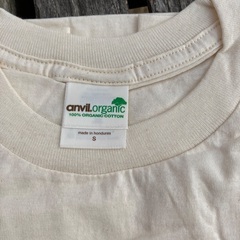 anvilorganic
100% ORGANIC COTTON
made in honduras
S